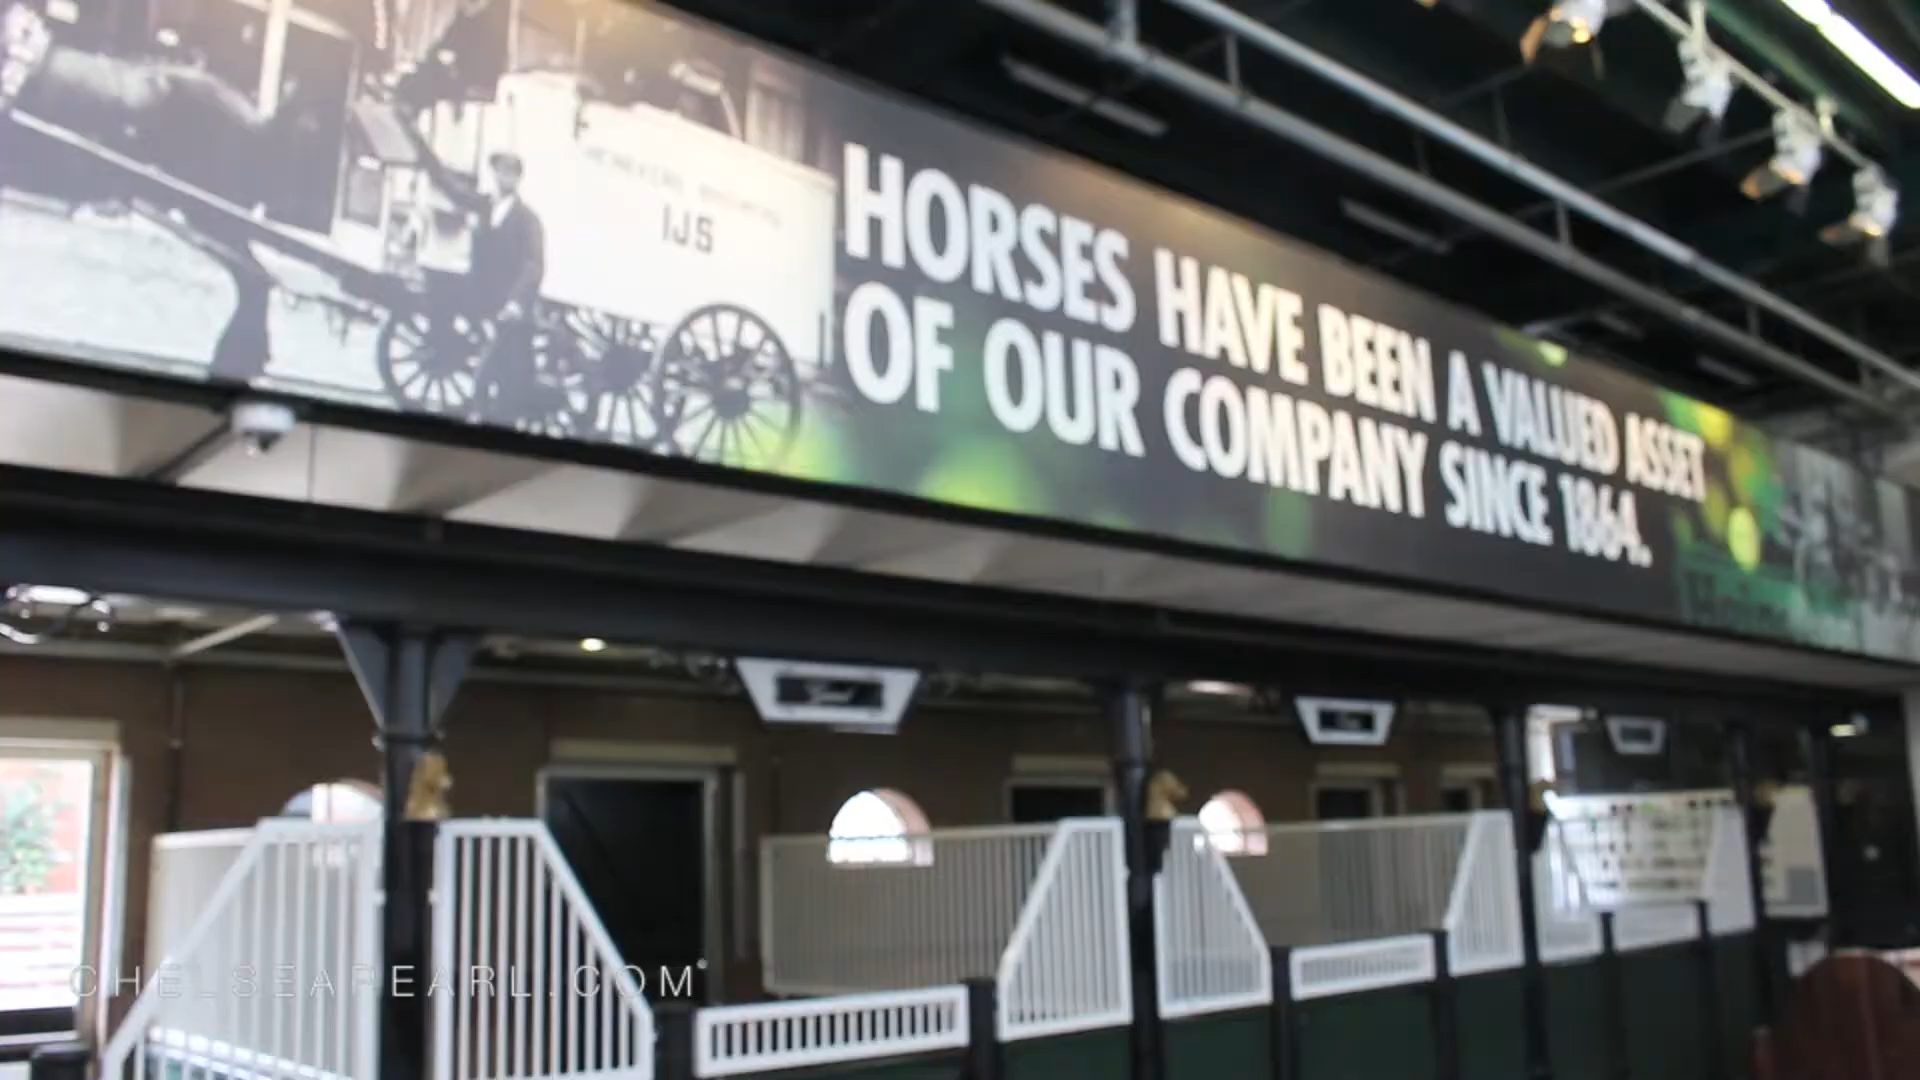 IJS
HORSES HAVE BEEN A VALUED ASSET
OF OUR COMPANY SINCE 1864.
CHELSEAPEARL.COM